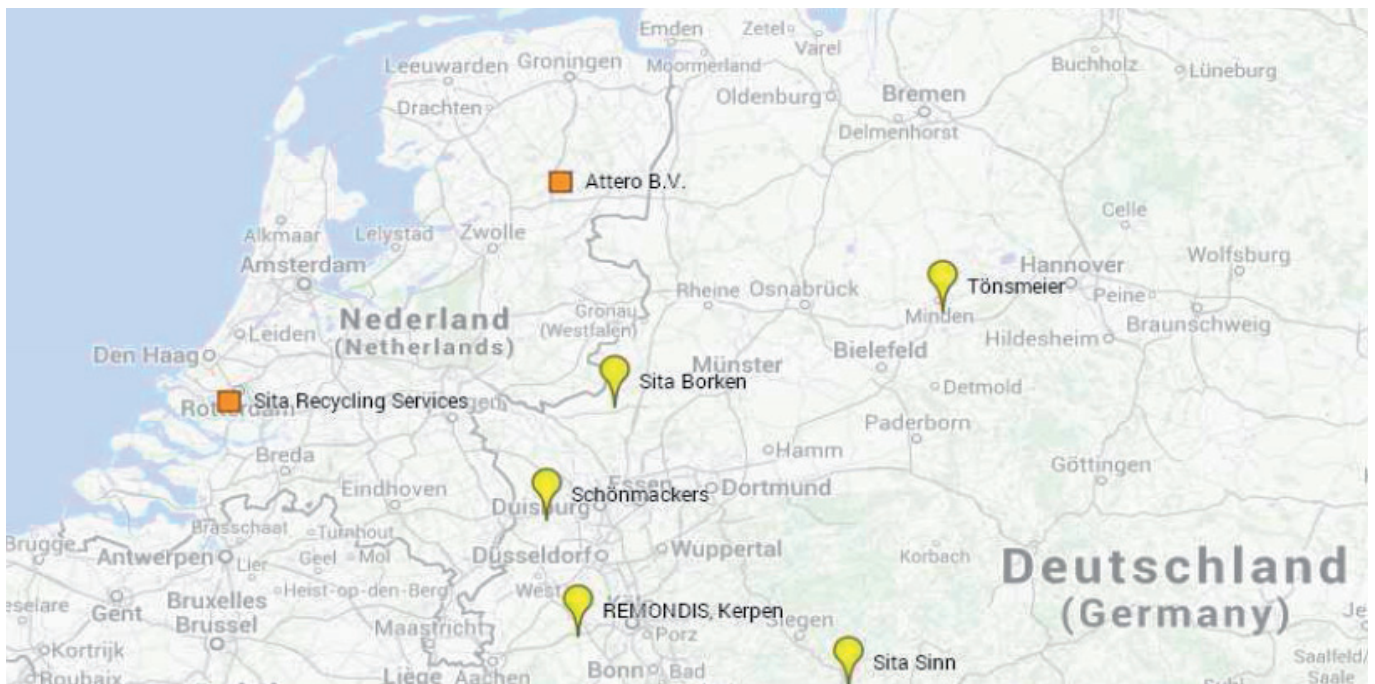 Emden
Zetel
Varel
Leeuwarden
Groningen
Moormerland
Buchholz
Lüneburg
Drachten
Oldenburg
Bremen
Delmenhorst
Attero B.V.
Celle
Alkmaar
Lelystad
Zwolle
Wolfsburg
Amsterdam
Hannover
Tönsmeier
Peine
Rheine
Osnabrück
Minden
Braunschweig
Gronau
(Westfalen)
Nederland
(Netherlands)
Leiden
Hildesheim
Den Haag
Münster
Bielefeld
Sita Borken
Detmold
Sita Recycling Services
Paderborn
Breda
Hamm
Göttingen
Eindhoven
Essen
Schönmackers
Dortmund
Duisburg
Brasschaat
Turnhout
Brugge
Antwerpen
Lier
Geel
Mol
Düsseldorf
Wuppertal
Korbach
Deutschland
(Germany)
Heist-op-den-Berg
Gent
Bruxelles
Brussel
REMONDIS, Kerpen
Siegen
Maastricht
Porz
Kortrijk
Liège
Aachen
Bonn
Bad
Sita Sinn
Saalfeld/
Saale
Roubaix